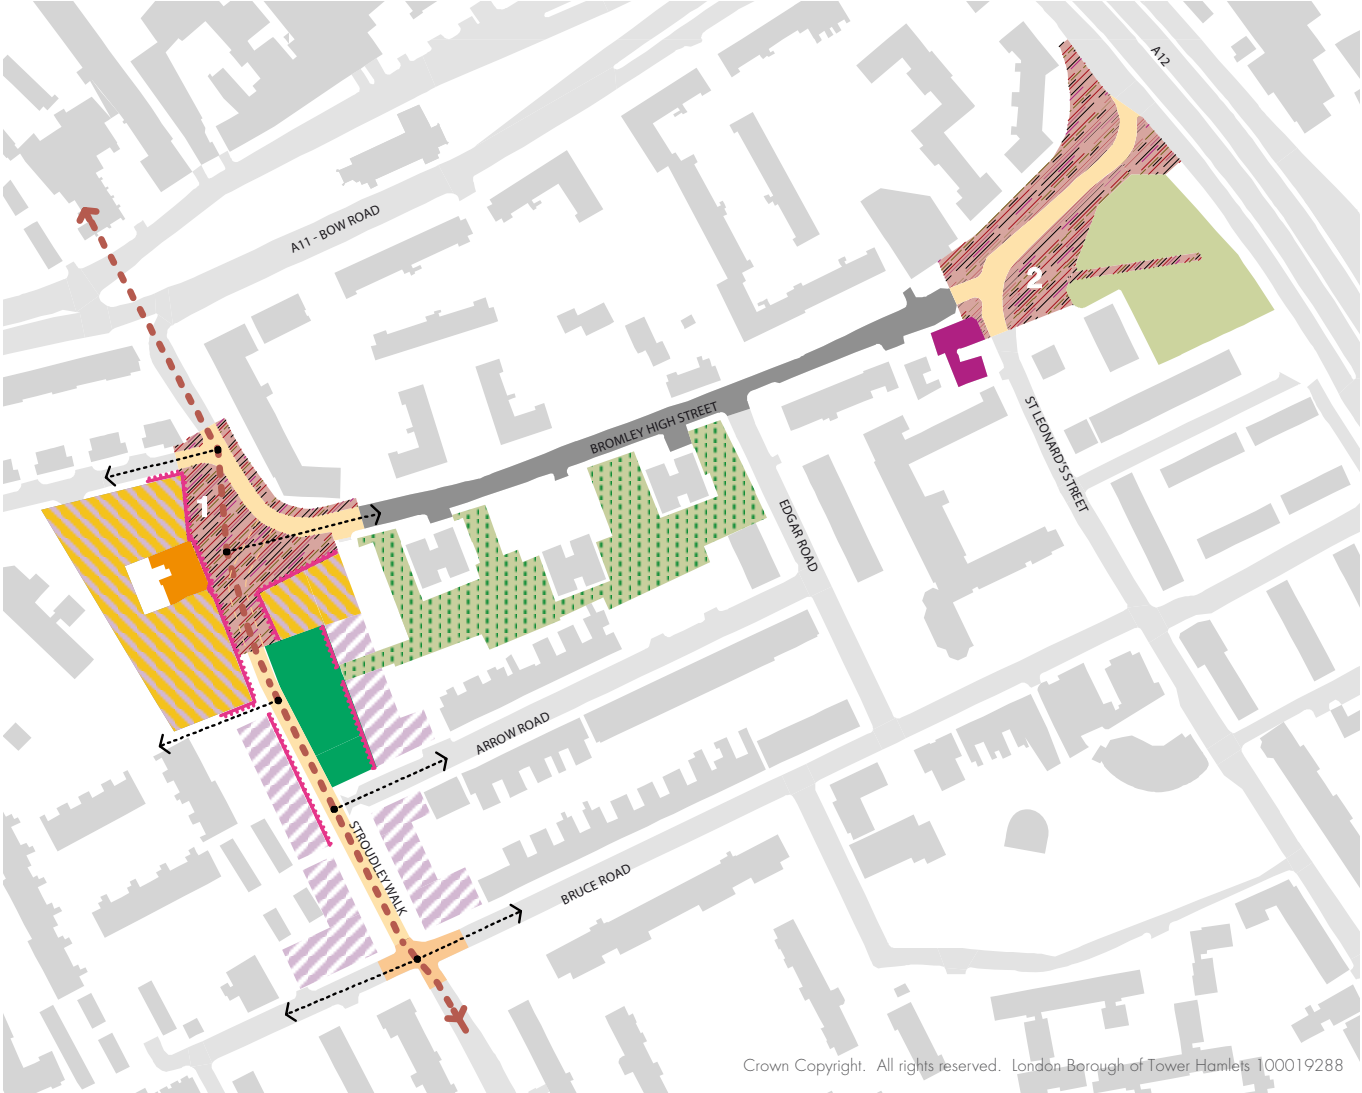 A12
A11 - BOW ROAD
2
BROMLEY HIGH STREET
ST LEONARD'S STREET
1
EDGAR ROAD
ARROW ROAD
STROUDLEY WALK
BRUCE ROAD
Crown Copyright. All rights reserved. London Borough of Tower Hamlets 100019288